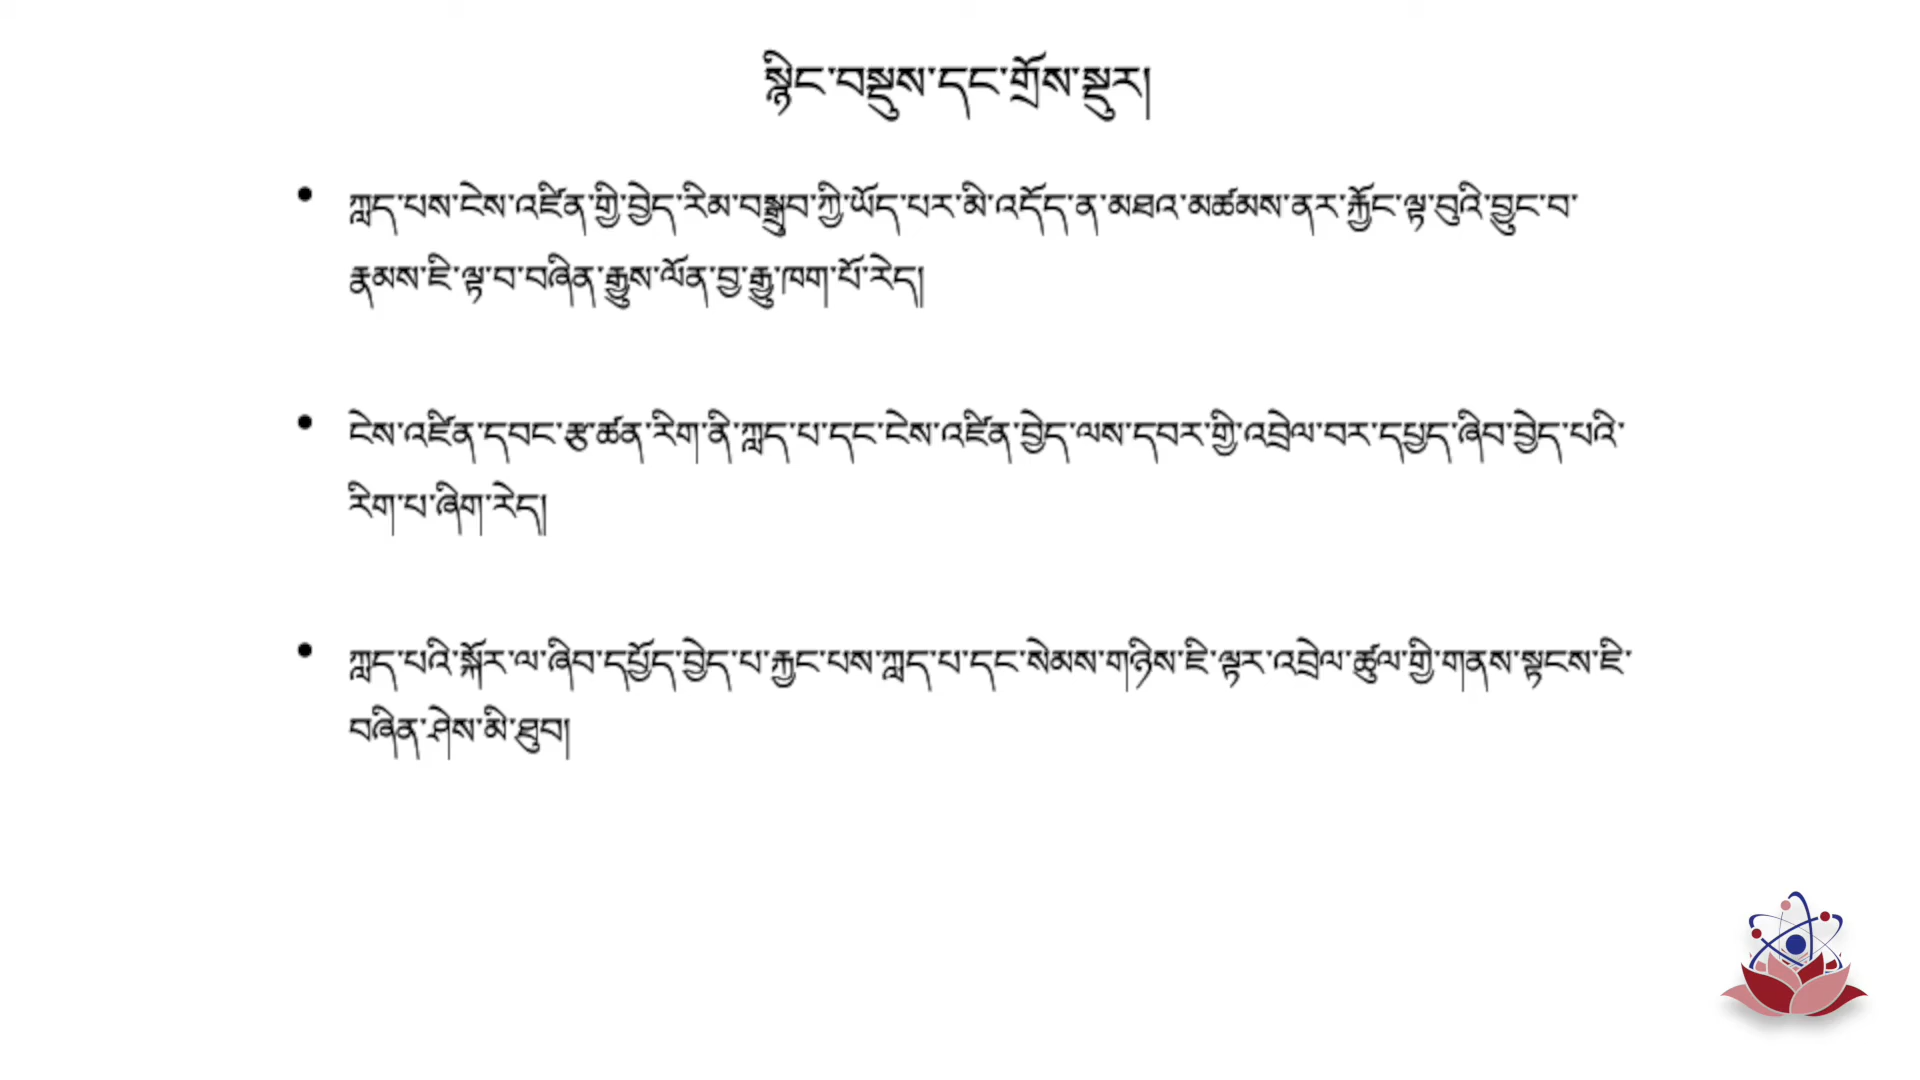 སྙིང་བསྡུས་དང་གྲོས་སྡུར།
ཀླད་པས་ངེས་འཛིན་གྱི་བྱེད་རིམ་བསྒྲུབ་ཀྱི་ཡོད་པར་མི་འདོད་ན་མཐའ་མཚམས་ནར་རྐྱོང་ལྟ་བུའི་བྱུང་བ་
རྣམས་ཇི་ལྟ་བ་བཞིན་རྒྱུས་ལོན་བྱ་རྒྱུ་ཁག་པོ་རེད།
ངེས་འཛིན་དབང་རྩ་ཚན་རིག་ནི་ཀླད་པ་དང་ངེས་འཛིན་བྱེད་ལས་དབར་གྱི་འབྲེལ་བར་དཔྱད་ཞིབ་བྱེད་པའི་
རིག་པ་ཞིག་རེད།
ཀླད་པའི་སྐོར་ལ་ཞིབ་དཔྱོད་བྱེད་པ་རྐྱང་པས་ཀླད་པ་དང་སེམས་གཉིས་ཇི་ལྟར་འབྲེལ་ཚུལ་གྱི་གནས་སྟངས་ཇི་
བཞིན་ཤེས་མི་ཐུབ།